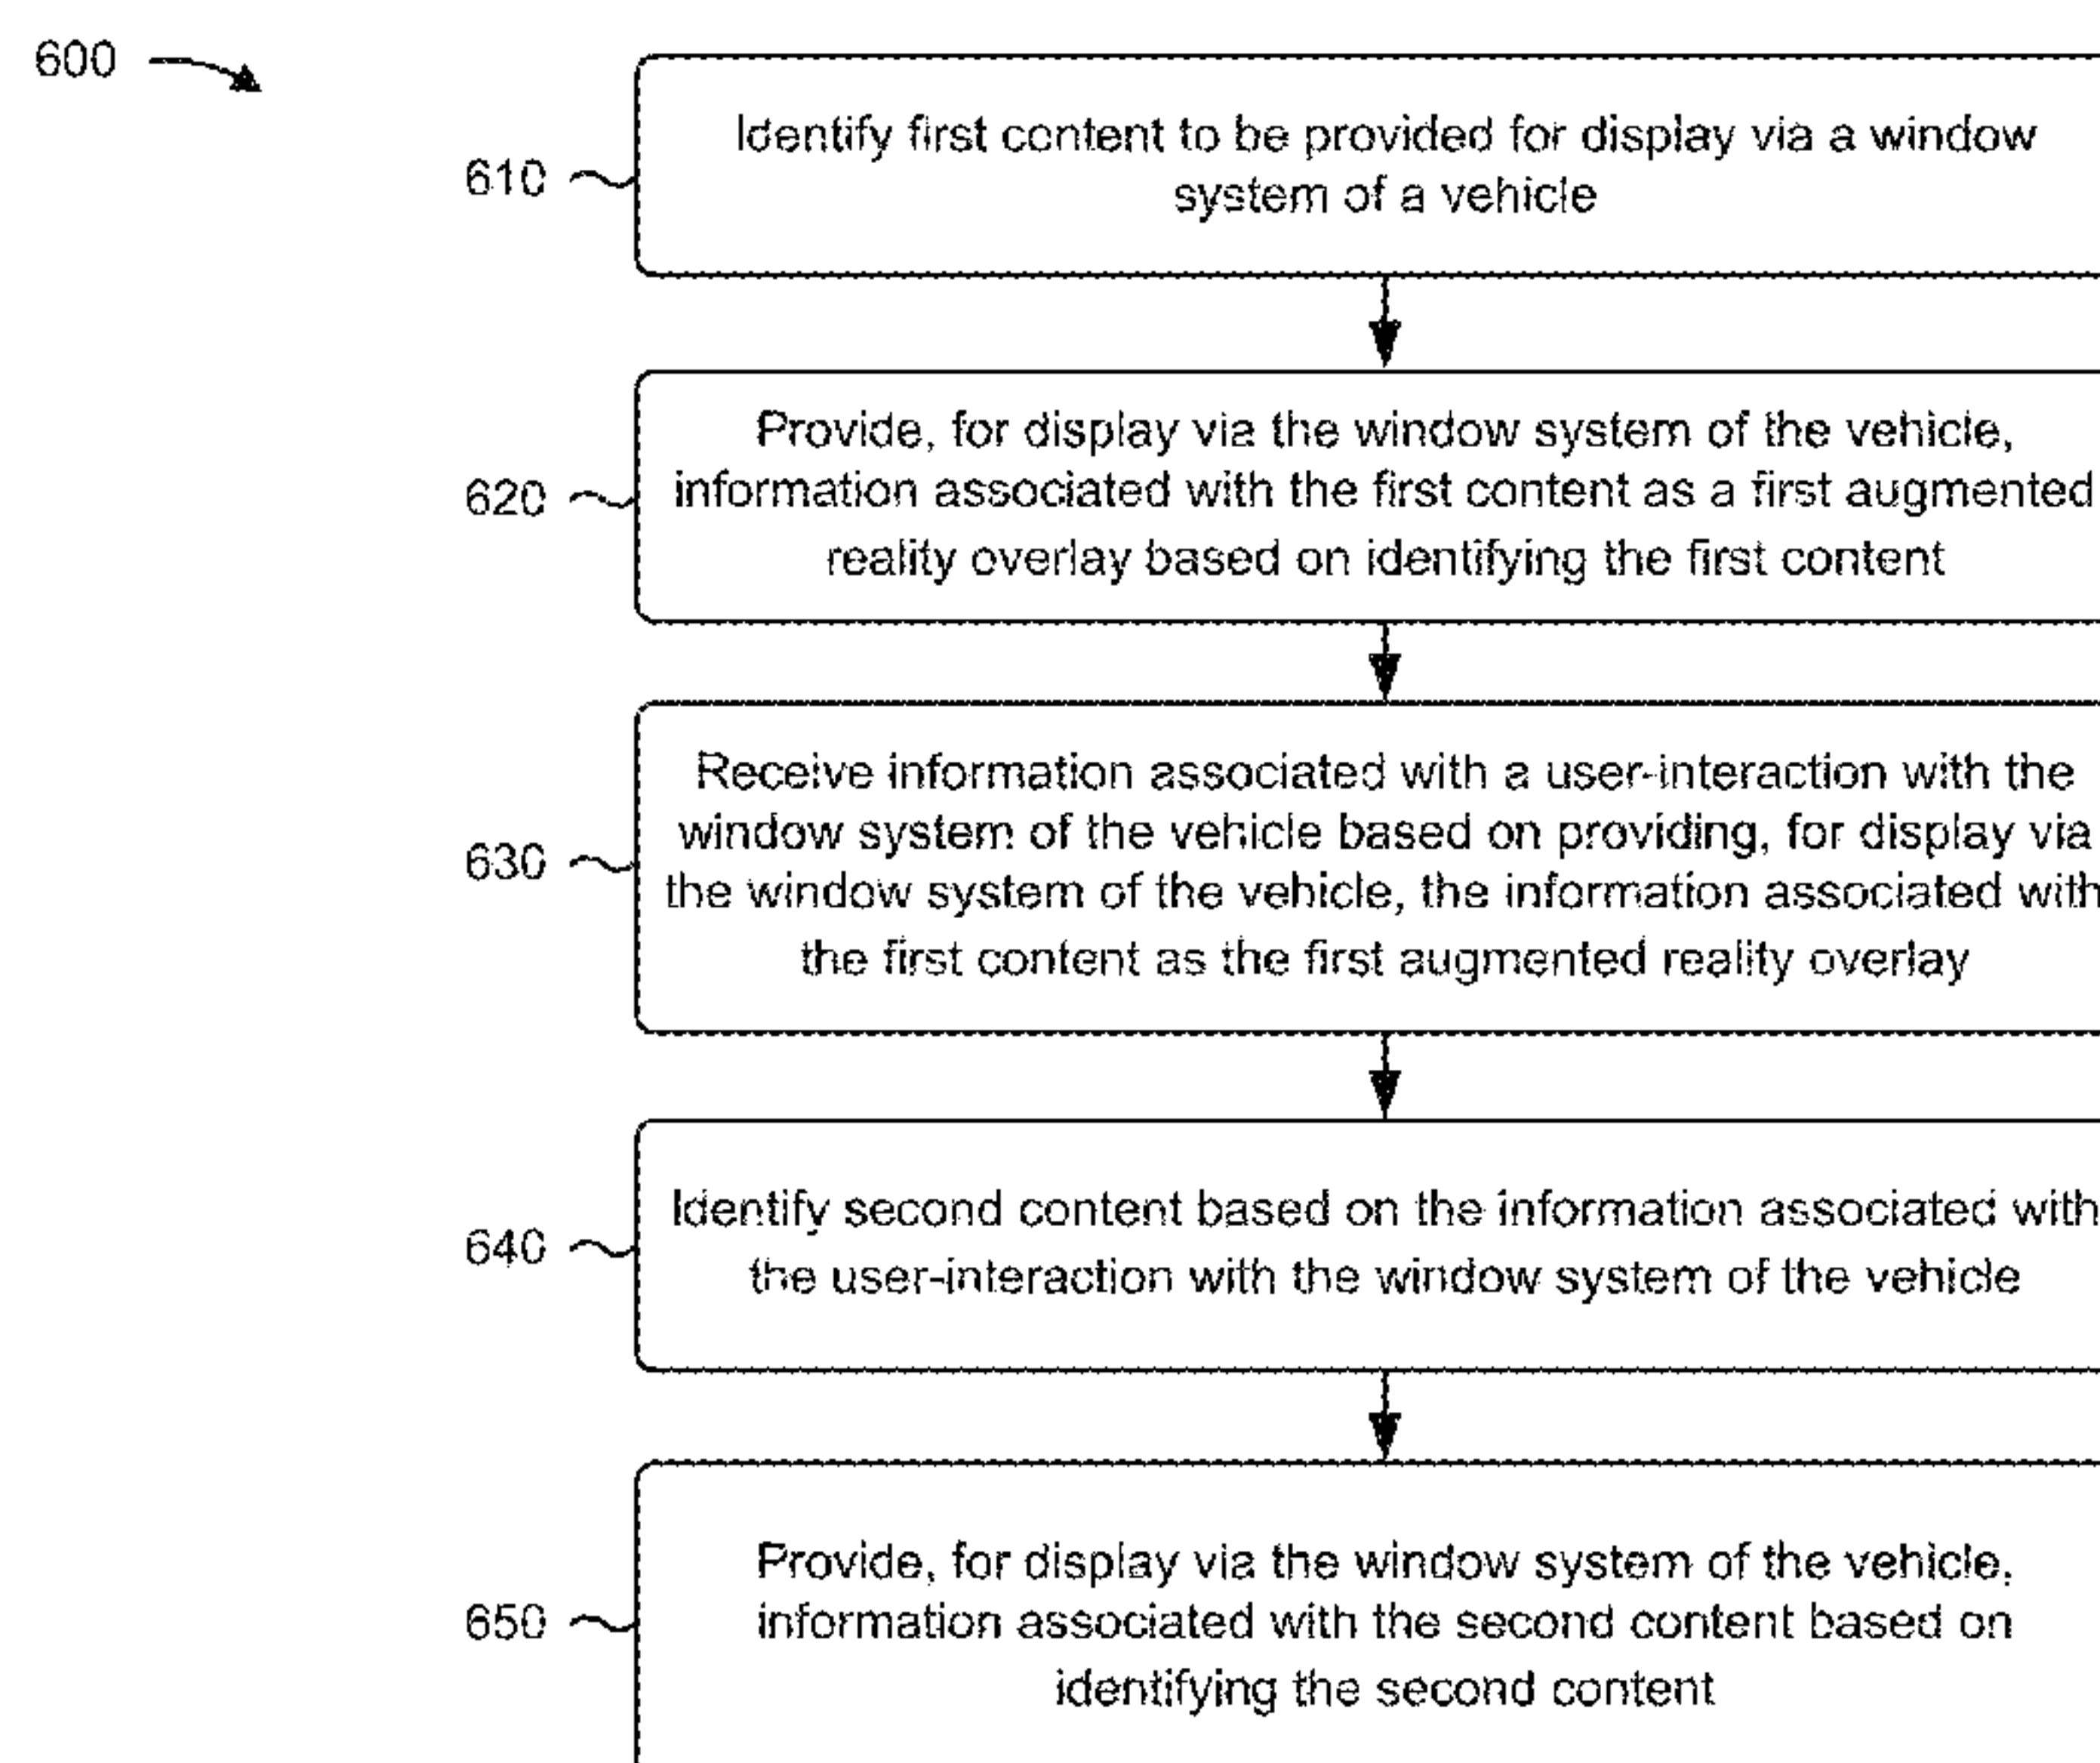 600
610
Identify first content to be provided for display via a window
system of a vehicle
620
Provide, for display via the window system of the vehicle,
information associated with the first content as a first augmented
reality overlay based on identifying the first content
630
Receive information associated with a user-interaction with the
window system of the vehicle based on providing, for display via
the window system of the vehicle, the information associated with
the first content as the first augmented reality overlay
640
Identify second content based on the information associated with
the user-interaction with the window system of the vehicle
650
Provide, for display via the window system of the vehicle,
information associated with the second content based on
identifying the second content